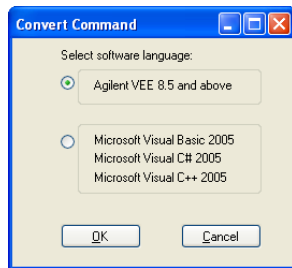 Convert Command
Select software language:
Agilent VEE 8.5 and above
Microsoft Visual Basic 2005
Microsoft Visual C# 2005
Microsoft Visual C++ 2005
OK Cancel